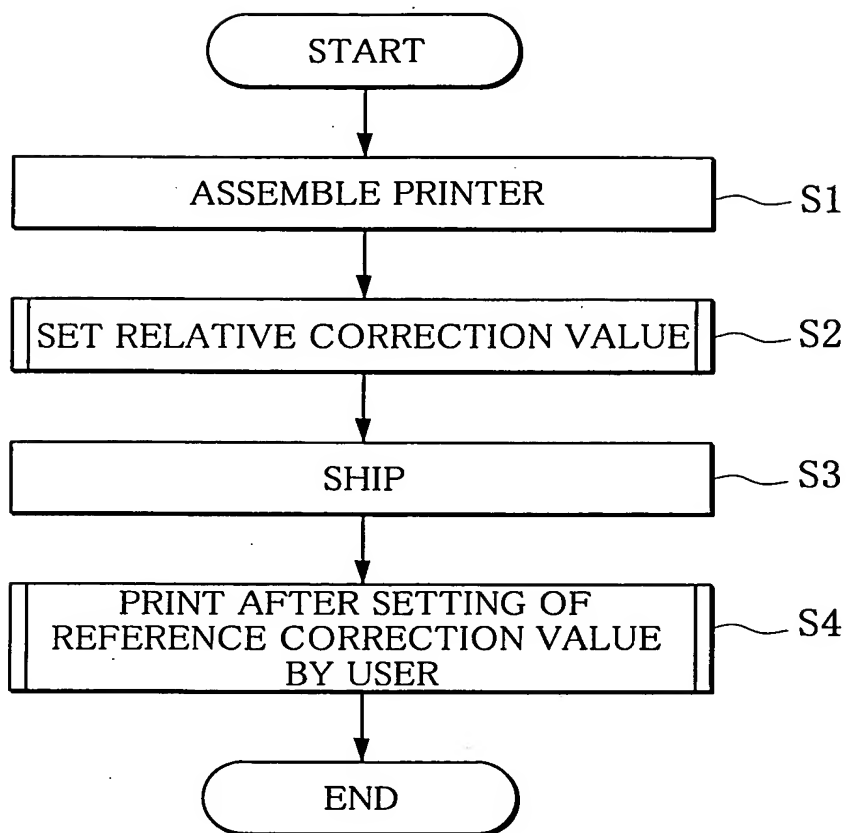 START
ASSEMBLE PRINTER
S1
SET RELATIVE CORRECTION VALUE
S2
SHIP
S3
PRINT AFTER SETTING OF
REFERENCE CORRECTION VALUE
BY USER
S4
END